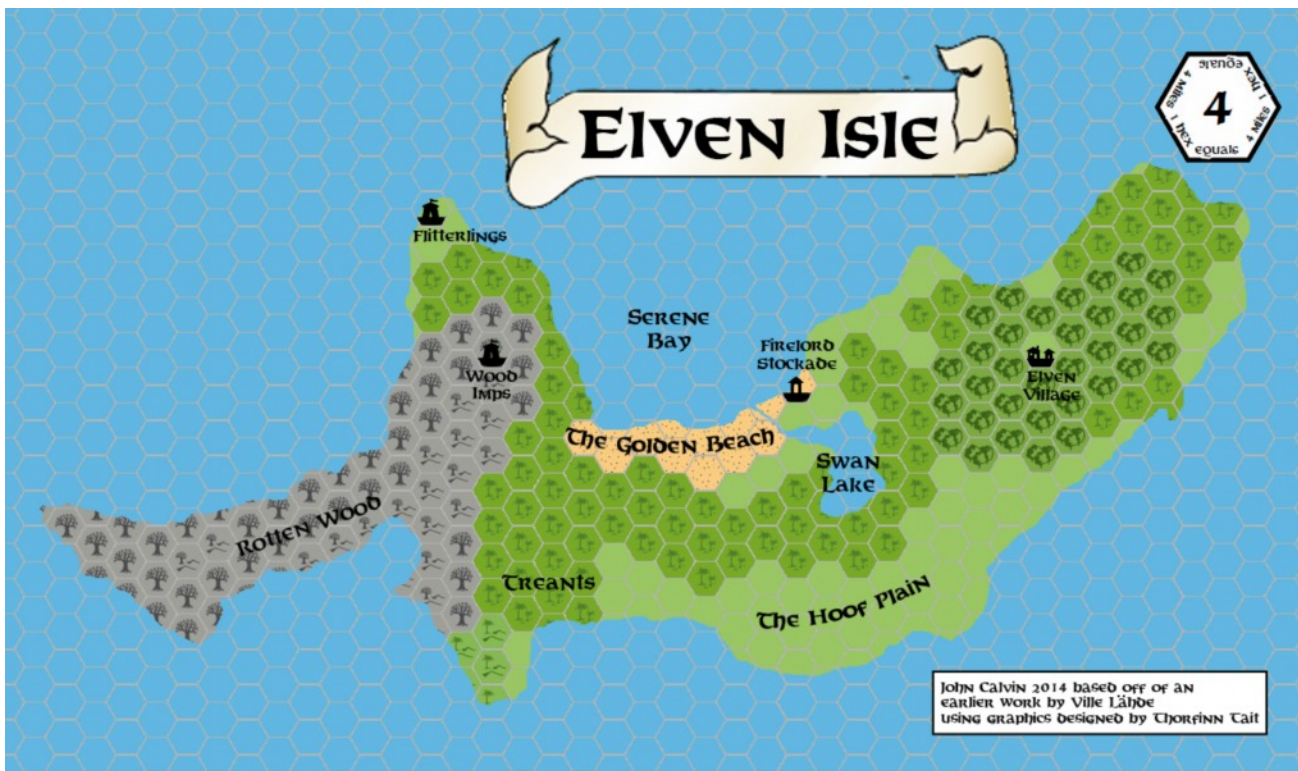 Elven Isle
4
1 hex equals 4 miles
1 hex equals 4 miles
Flitterlings
Serene
Bay
Firelord
Stockade
Wood
Imps
Elven
Village
The Golden Beach
Swan
Lake
Rotten Wood
Treants
The Hoof Plain
John Calvin 2014 based off of an
earlier work by Ville Lähde
using graphics designed by Thorfinn Tait